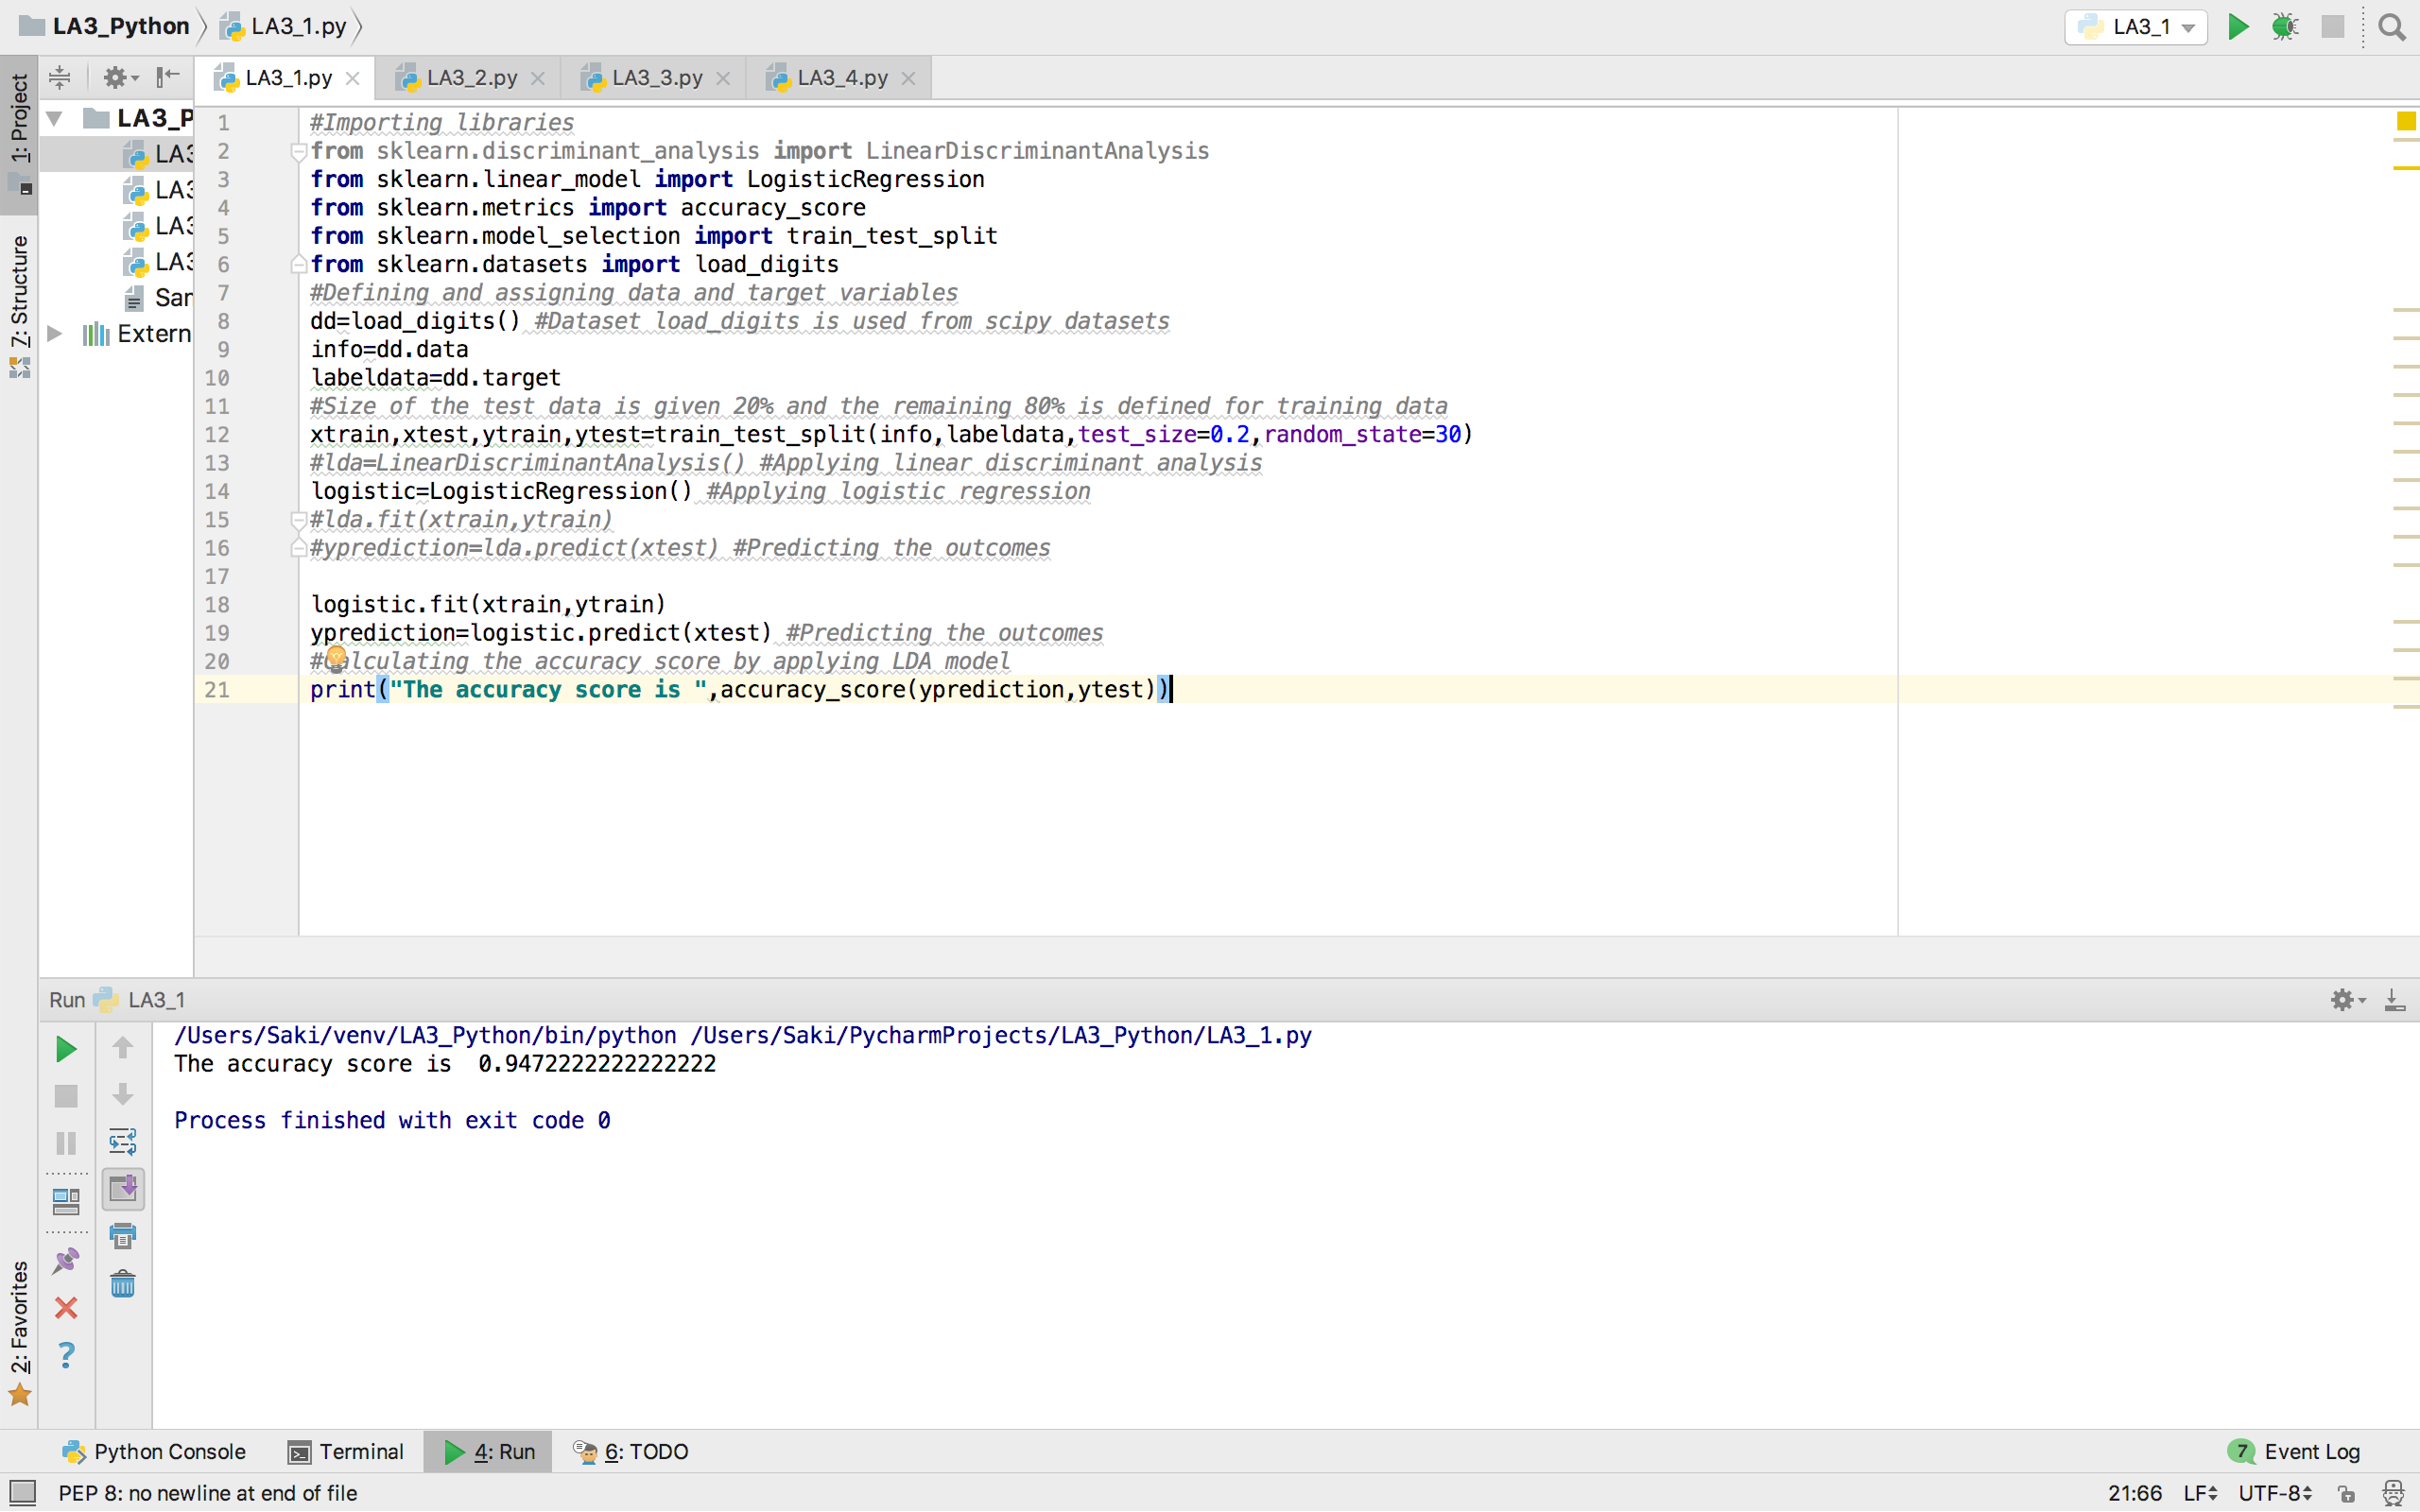 LA3_Python LA3_1.py LA3_1
1: Project
LA3_1.py LA3_2.py LA3_3.py LA3_4.py
LA3_P
LA3
LA3
LA3
LA3
Sar
Extern
7: Structure
1 #Importing libraries
2 from sklearn.discriminant_analysis import LinearDiscriminantAnalysis
3 from sklearn.linear_model import LogisticRegression
4 from sklearn.metrics import accuracy_score
5 from sklearn.model_selection import train_test_split
6 from sklearn.datasets import load_digits
7 #Defining and assigning data and target variables
8 dd=load_digits() #Dataset load_digits is used from scipy datasets
9 info=dd.data
10 labeldata=dd.target
11 #Size of the test data is given 20% and the remaining 80% is defined for training data
12 xtrain,xtest,ytrain,ytest=train_test_split(info,labeldata,test_size=0.2,random_state=30)
13 #lda=LinearDiscriminantAnalysis() #Applying linear discriminant analysis
14 logistic=LogisticRegression() #Applying logistic regression
15 #lda.fit(xtrain,ytrain)
16 #yprediction=lda.predict(xtest) #Predicting the outcomes
17
18 logistic.fit(xtrain,ytrain)
19 yprediction=logistic.predict(xtest) #Predicting the outcomes
20 #Calculating the accuracy score by applying LDA model
21 print("The accuracy score is ",accuracy_score(yprediction,ytest))
Run LA3_1
/Users/Saki/venv/LA3_Python/bin/python /Users/Saki/PycharmProjects/LA3_Python/LA3_1.py
The accuracy score is  0.9472222222222222
Process finished with exit code 0
2: Favorites
Python Console Terminal 4: Run 6: TODO 7 Event Log
PEP 8: no newline at end of file 21:66 LF UTF-8